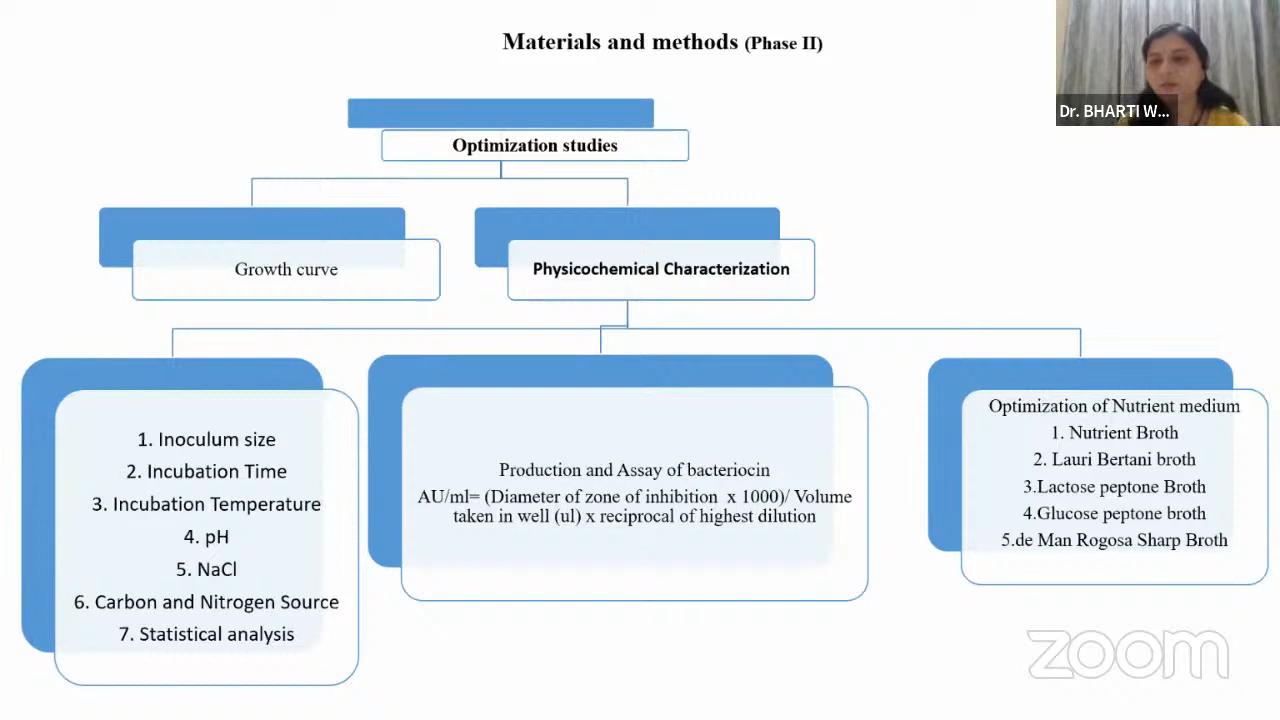 Materials and methods (Phase II)
Dr. BHARTI W...
Optimization studies
Growth curve
Physicochemical Characterization
1. Inoculum size
2. Incubation Time
3. Incubation Temperature
4. pH
5. NaCl
6. Carbon and Nitrogen Source
7. Statistical analysis
Production and Assay of bacteriocin
AU/ml= (Diameter of zone of inhibition x 1000)/ Volume
taken in well (ul) x reciprocal of highest dilution
Optimization of Nutrient medium
1. Nutrient Broth
2. Lauri Bertani broth
3.Lactose peptone Broth
4.Glucose peptone broth
5.de Man Rogosa Sharp Broth
zoom